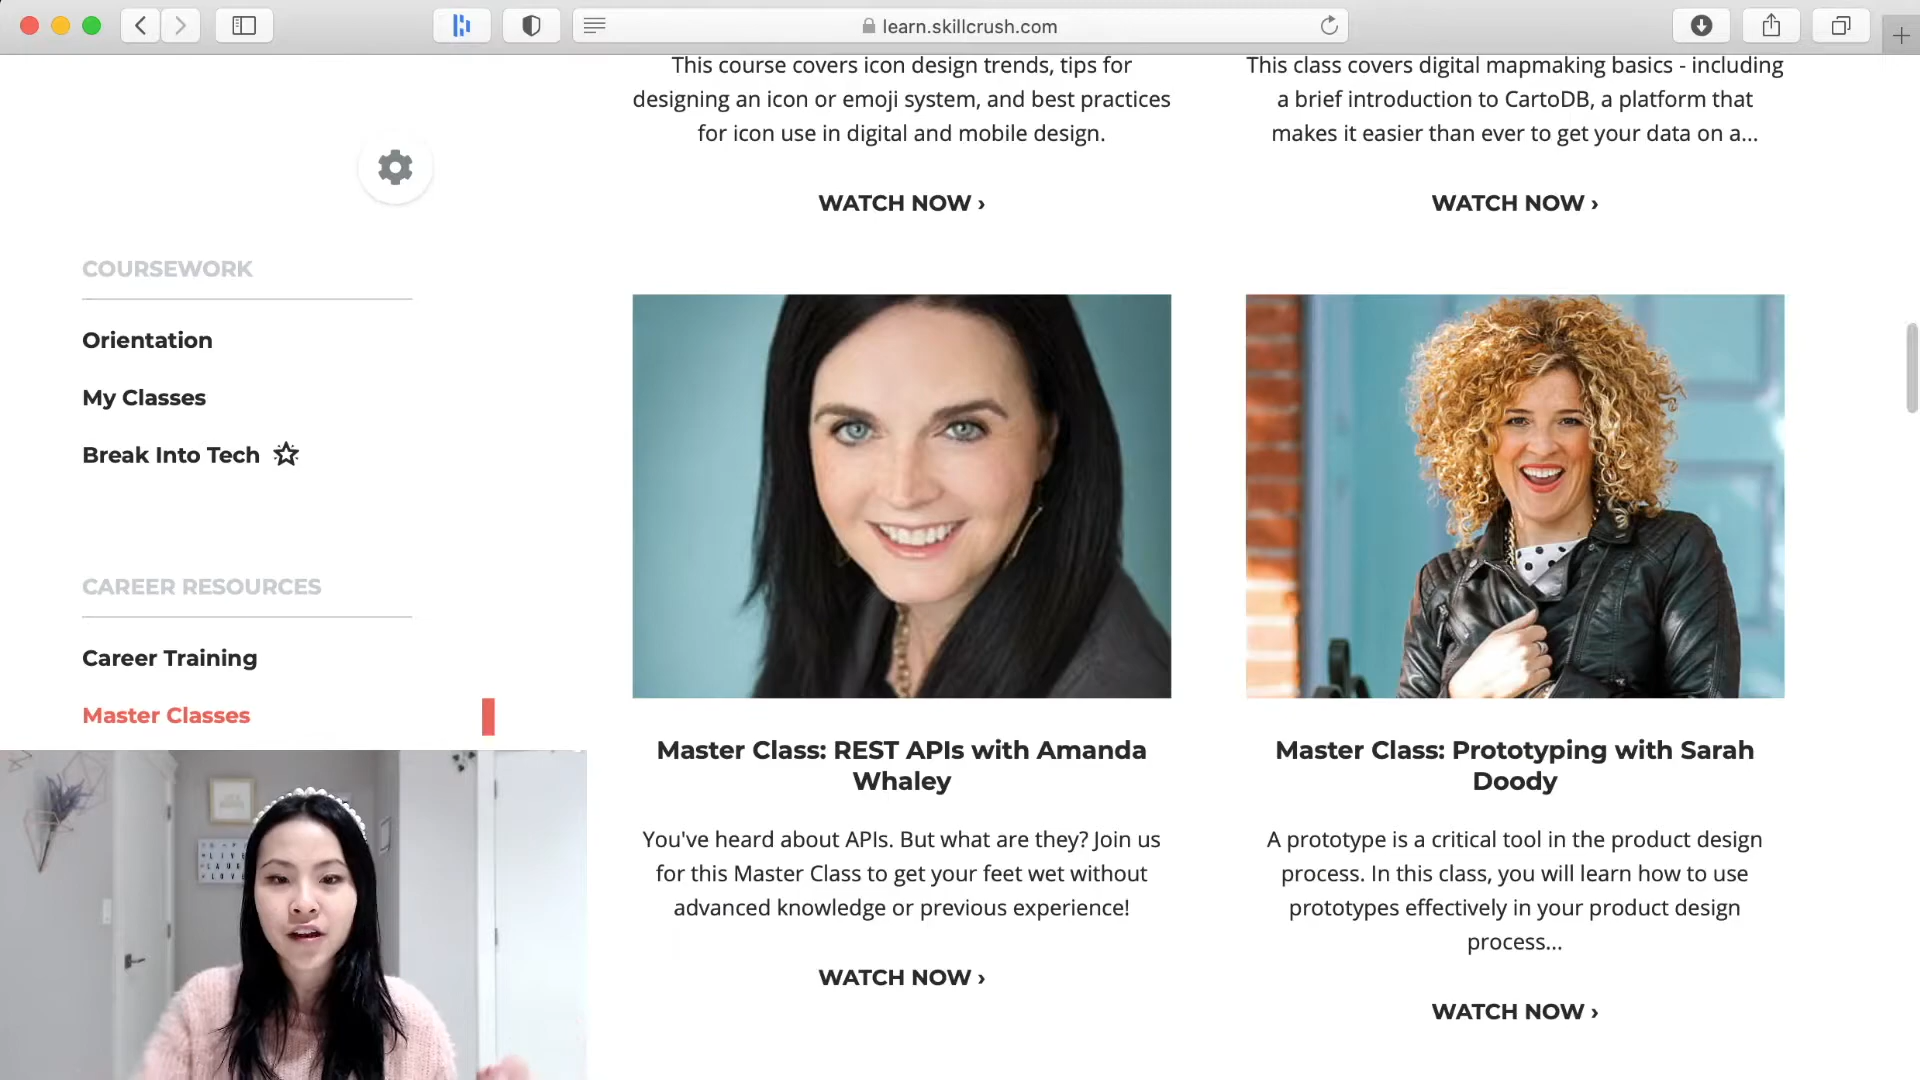 learn.skillcrush.com
This course covers icon design trends, tips for
designing an icon or emoji system, and best practices
for icon use in digital and mobile design.
WATCH NOW ›
This class covers digital mapmaking basics - including
a brief introduction to CartoDB, a platform that
makes it easier than ever to get your data on a...
WATCH NOW ›
COURSEWORK
Orientation
My Classes
Break Into Tech
CAREER RESOURCES
Career Training
Master Classes
Master Class: REST APIs with Amanda
Whaley
You've heard about APIs. But what are they? Join us
for this Master Class to get your feet wet without
advanced knowledge or previous experience!
WATCH NOW ›
Master Class: Prototyping with Sarah
Doody
A prototype is a critical tool in the product design
process. In this class, you will learn how to use
prototypes effectively in your product design
process...
WATCH NOW ›